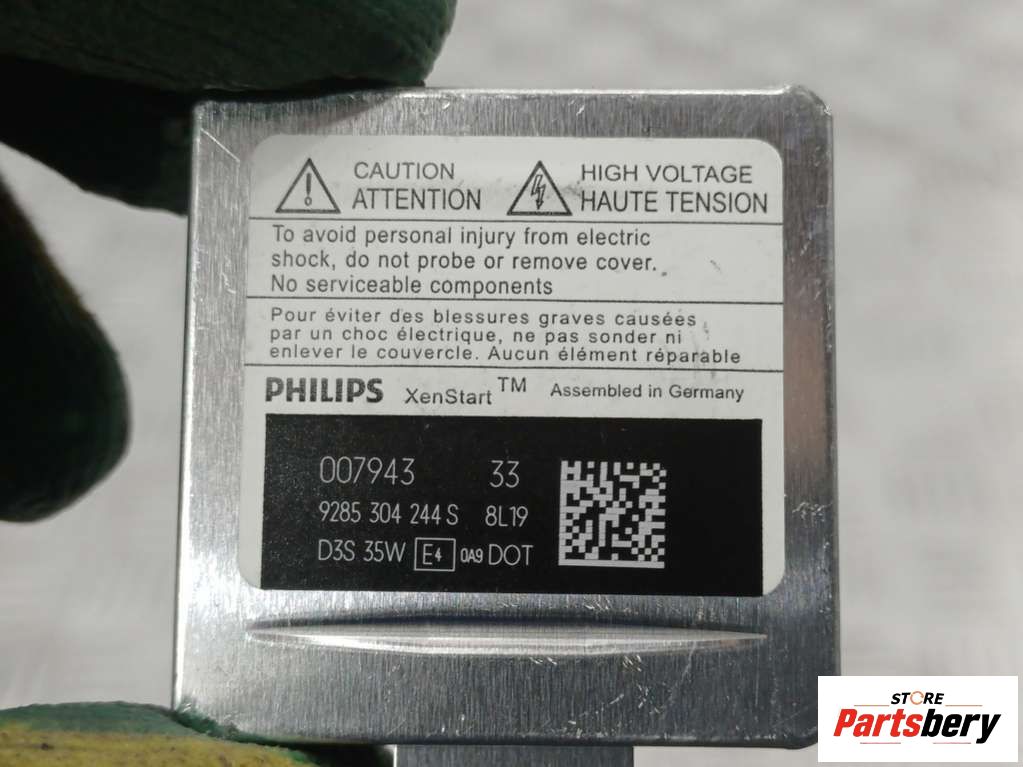 CAUTION
ATTENTION
HIGH VOLTAGE
HAUTE TENSION
To avoid personal injury from electric
shock, do not probe or remove cover.
No serviceable components
Pour éviter des blessures graves causées
par un choc électrique, ne pas sonder ni
enlever le couvercle. Aucun élément réparable
PHILIPS XenStart™ Assembled in Germany
007943 33
9285 304 244 S 8L19
D3S 35W E4 0A9 DOT
STORE
Partsbery